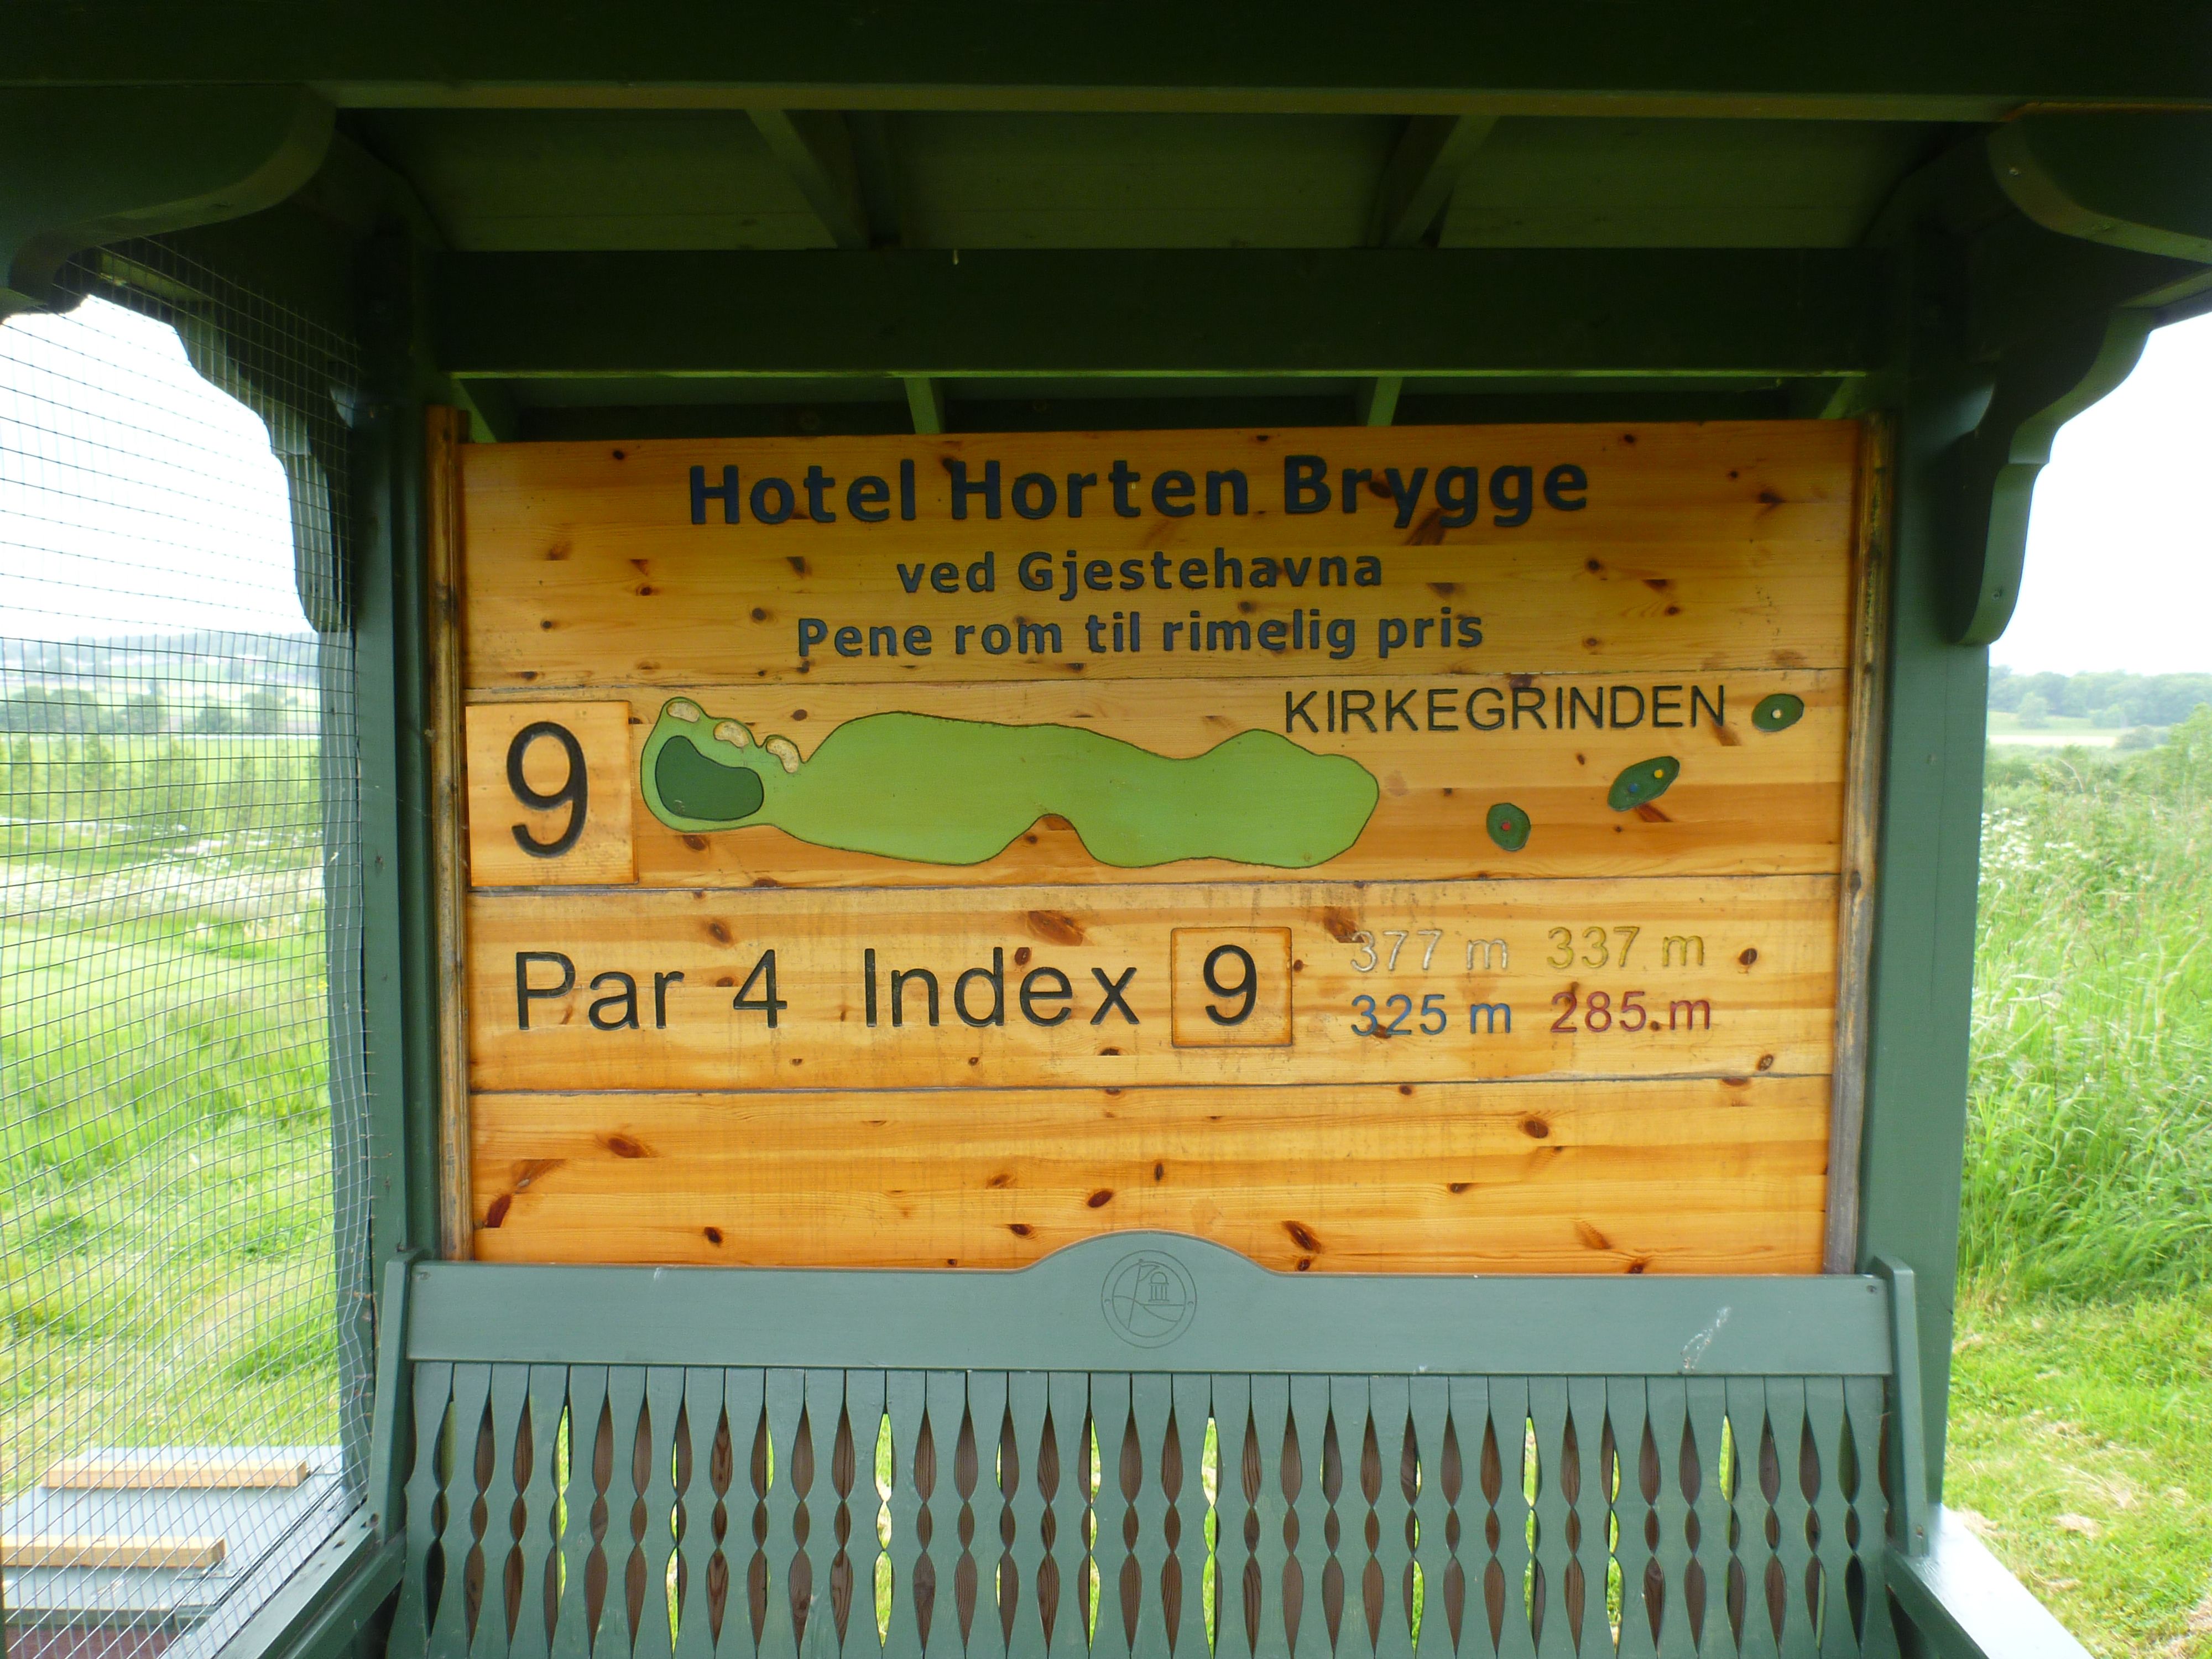 Hotel Horten Brygge
ved Gjestehavna
Pene rom til rimelig pris
KIRKEGRINDEN
9
Par 4 Index 9
377 m 337 m
325 m 285.m